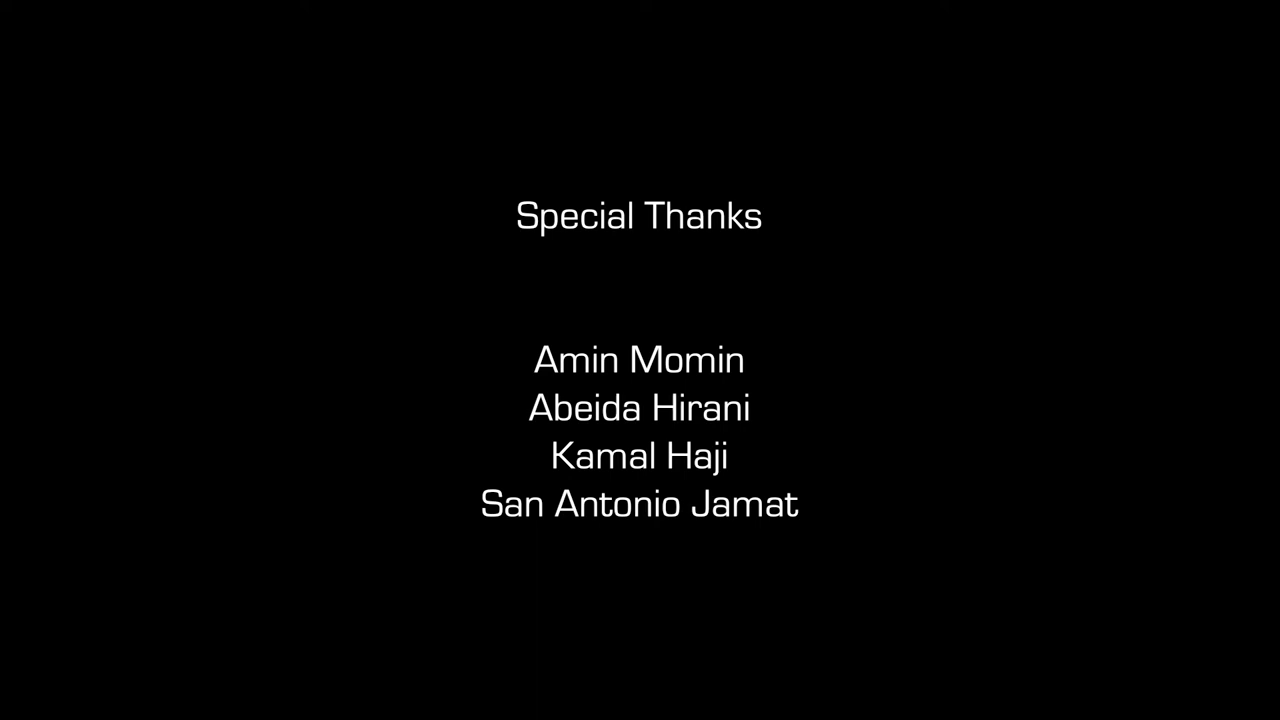 Special Thanks
Amin Momin
Abeida Hirani
Kamal Haji
San Antonio Jamat